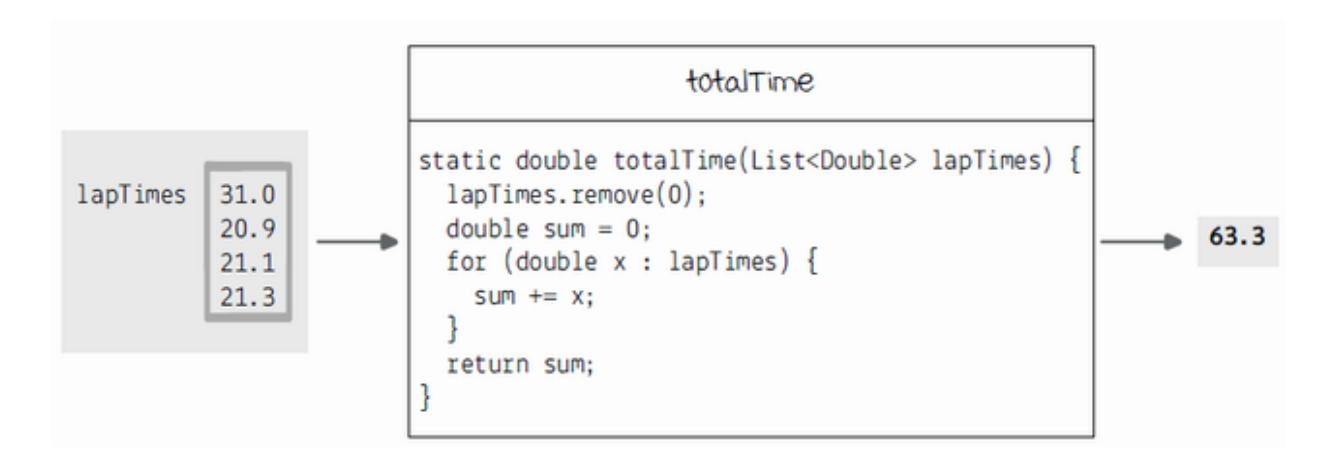 totalTime
lapTimes
31.0
20.9
21.1
21.3
static double totalTime(List<Double> lapTimes) {
  lapTimes.remove(0);
  double sum = 0;
  for (double x : lapTimes) {
    sum += x;
  }
  return sum;
}
63.3